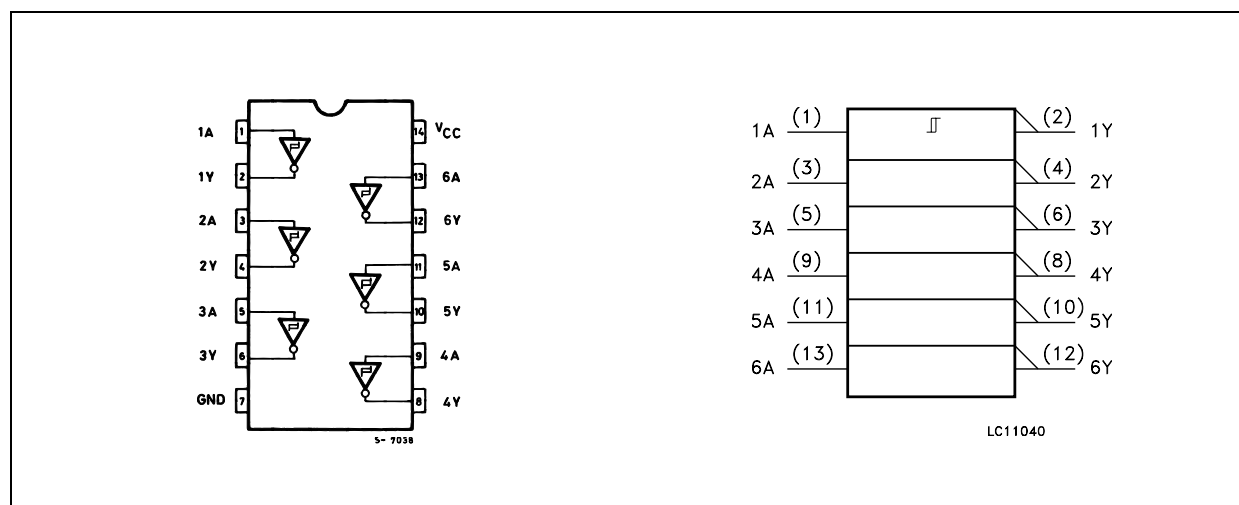 1A 1 14 VCC
1Y 2 13 6A
2A 3 12 6Y
2Y 4 11 5A
3A 5 10 5Y
3Y 6 9 4A
GND 7 8 4Y
S- 7038
1A (1) (2) 1Y
2A (3) (4) 2Y
3A (5) (6) 3Y
4A (9) (8) 4Y
5A (11) (10) 5Y
6A (13) (12) 6Y
LC11040